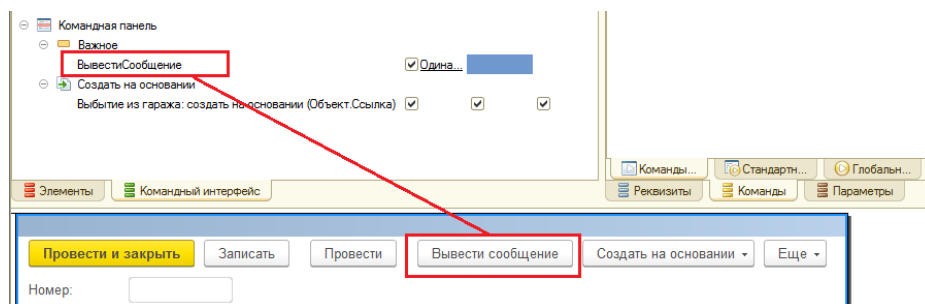 Командная панель
Важное
ВывестиСообщение Одина...
Создать на основании
Выбытие из гаража: создать на основании (Объект.Ссылка)
Команды... Стандартн... Глобальн...
Элементы Командный интерфейс Реквизиты Команды Параметры
Провести и закрыть Записать Провести Вывести сообщение Создать на основании Еще
Номер: